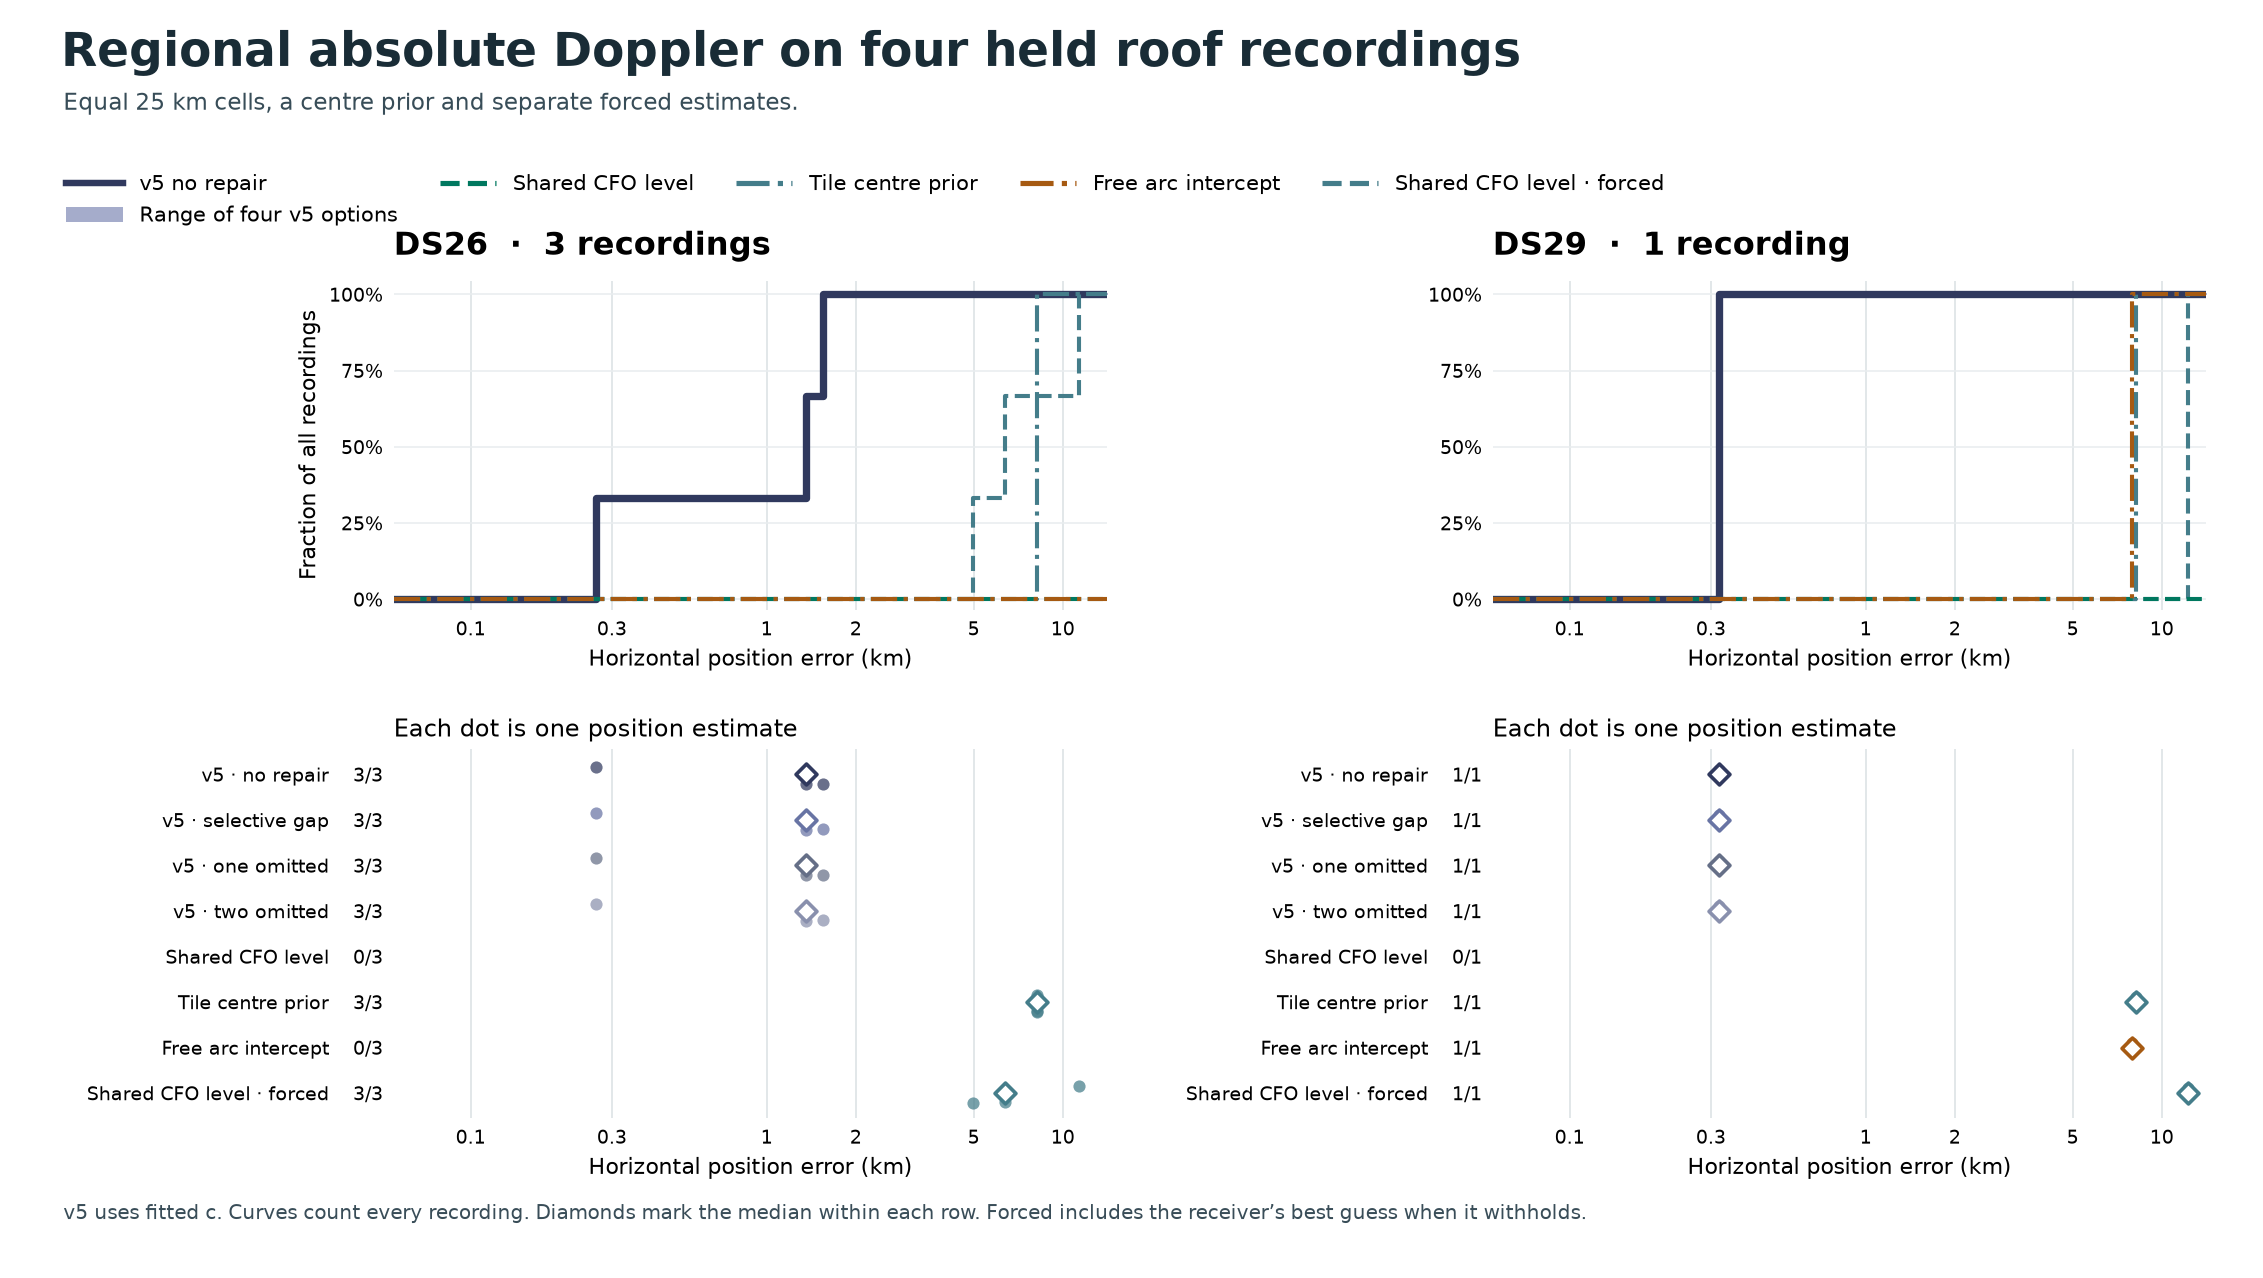 Regional absolute Doppler on four held roof recordings
Equal 25 km cells, a centre prior and separate forced estimates.
v5 no repair
Shared CFO level
Tile centre prior
Free arc intercept
Shared CFO level · forced
Range of four v5 options
DS26 · 3 recordings
Fraction of all recordings
100%
75%
50%
25%
0%
0.1 0.3 1 2 5 10
Horizontal position error (km)
DS29 · 1 recording
100%
75%
50%
25%
0%
0.1 0.3 1 2 5 10
Horizontal position error (km)
Each dot is one position estimate
v5 · no repair 3/3
v5 · selective gap 3/3
v5 · one omitted 3/3
v5 · two omitted 3/3
Shared CFO level 0/3
Tile centre prior 3/3
Free arc intercept 0/3
Shared CFO level · forced 3/3
0.1 0.3 1 2 5 10
Horizontal position error (km)
Each dot is one position estimate
v5 · no repair 1/1
v5 · selective gap 1/1
v5 · one omitted 1/1
v5 · two omitted 1/1
Shared CFO level 0/1
Tile centre prior 1/1
Free arc intercept 1/1
Shared CFO level · forced 1/1
0.1 0.3 1 2 5 10
Horizontal position error (km)
v5 uses fitted c. Curves count every recording. Diamonds mark the median within each row. Forced includes the receiver’s best guess when it withholds.